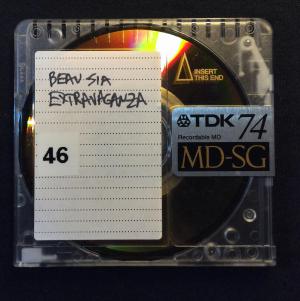 BEAU SIA
EXTRAVAGANZA
46
INSERT
THIS END
TDK 74
Recordable MD
MD-SG